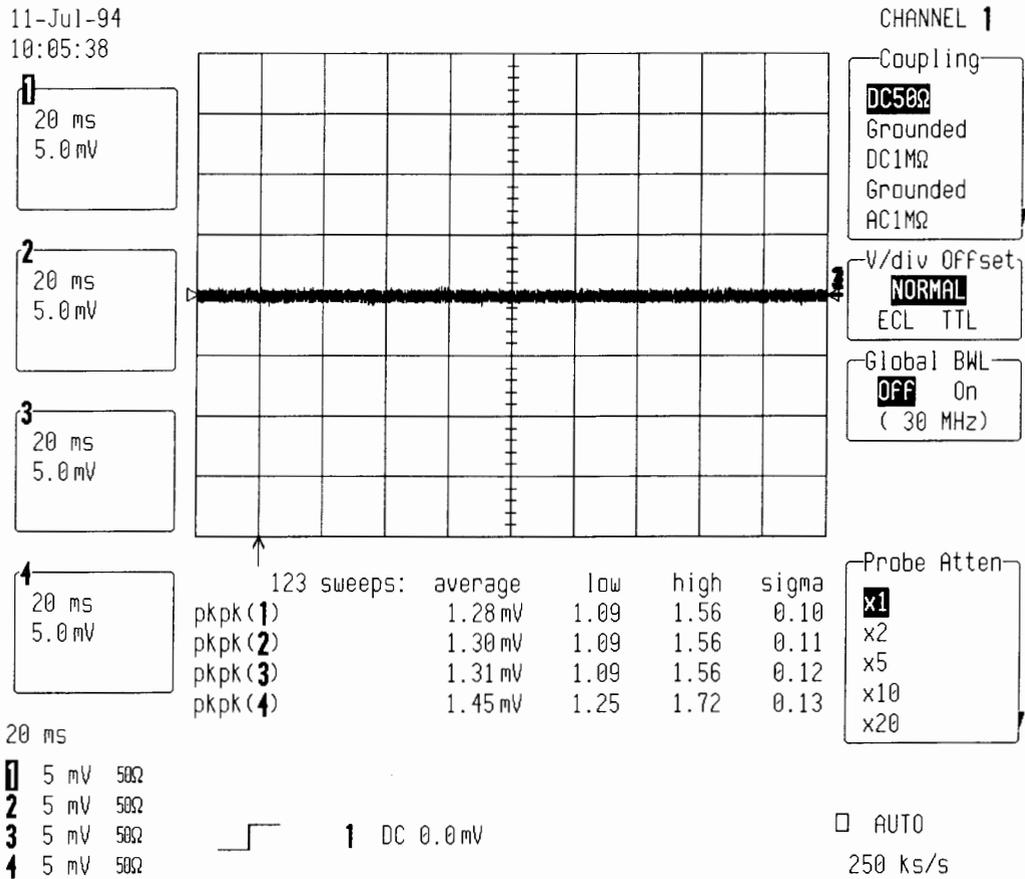 11-Jul-94
10:05:38
1
20 ms
5.0 mV
2
20 ms
5.0 mV
3
20 ms
5.0 mV
4
20 ms
5.0 mV
123 sweeps: average low high sigma
pkpk(1) 1.28 mV 1.09 1.56 0.10
pkpk(2) 1.30 mV 1.09 1.56 0.11
pkpk(3) 1.31 mV 1.09 1.56 0.12
pkpk(4) 1.45 mV 1.25 1.72 0.13
20 ms
1 5 mV 50Ω
2 5 mV 50Ω
3 5 mV 50Ω
4 5 mV 50Ω
1 DC 0.0 mV
CHANNEL 1
Coupling
DC50Ω
Grounded
DC1MΩ
Grounded
AC1MΩ
V/div Offset
NORMAL
ECL TTL
Global BWL
Off On
( 30 MHz)
Probe Atten
x1
x2
x5
x10
x20
AUTO
250 ks/s